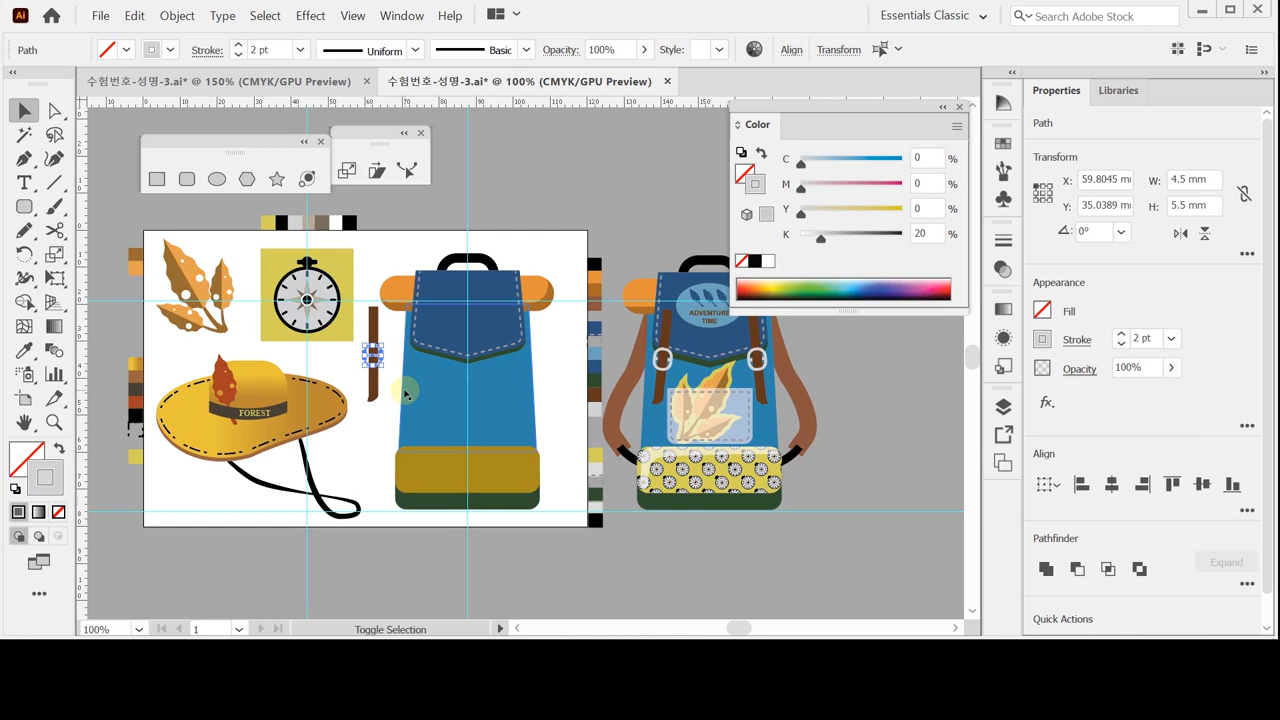 Ai File Edit Object Type Select Effect View Window Help Essentials Classic Search Adobe Stock
Path Stroke: 2 pt Uniform Basic Opacity: 100% Style: Align Transform
수험번호-성명-3.ai* @ 150% (CMYK/GPU Preview) × 수험번호-성명-3.ai* @ 100% (CMYK/GPU Preview) ×
Properties Libraries
Color
Path
Transform
C 0 %
M 0 %
Y 0 %
K 20 %
X: 59.8045 mm W: 4.5 mm
Y: 35.0389 mm H: 5.5 mm
0°
Appearance
Fill
Stroke 2 pt
Opacity 100%
fx.
ADVENTURE
TIME
FOREST
Align
Pathfinder
Expand
Quick Actions
100% 1 Toggle Selection